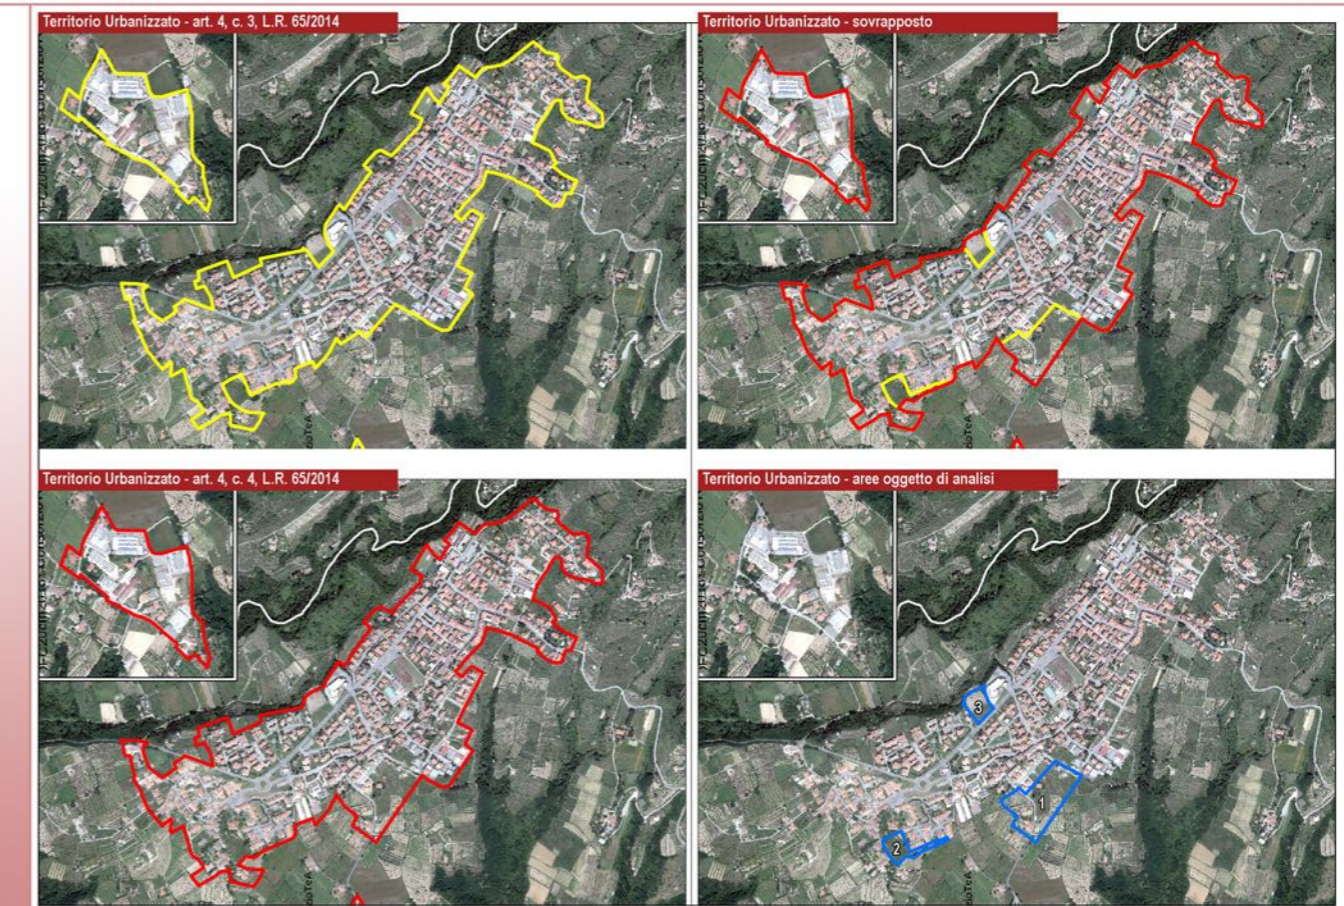 Territorio Urbanizzato - art. 4, c. 3, L.R. 65/2014
Territorio Urbanizzato - sovrapposto
Territorio Urbanizzato - art. 4, c. 4, L.R. 65/2014
Territorio Urbanizzato - aree oggetto di analisi
3
1
2